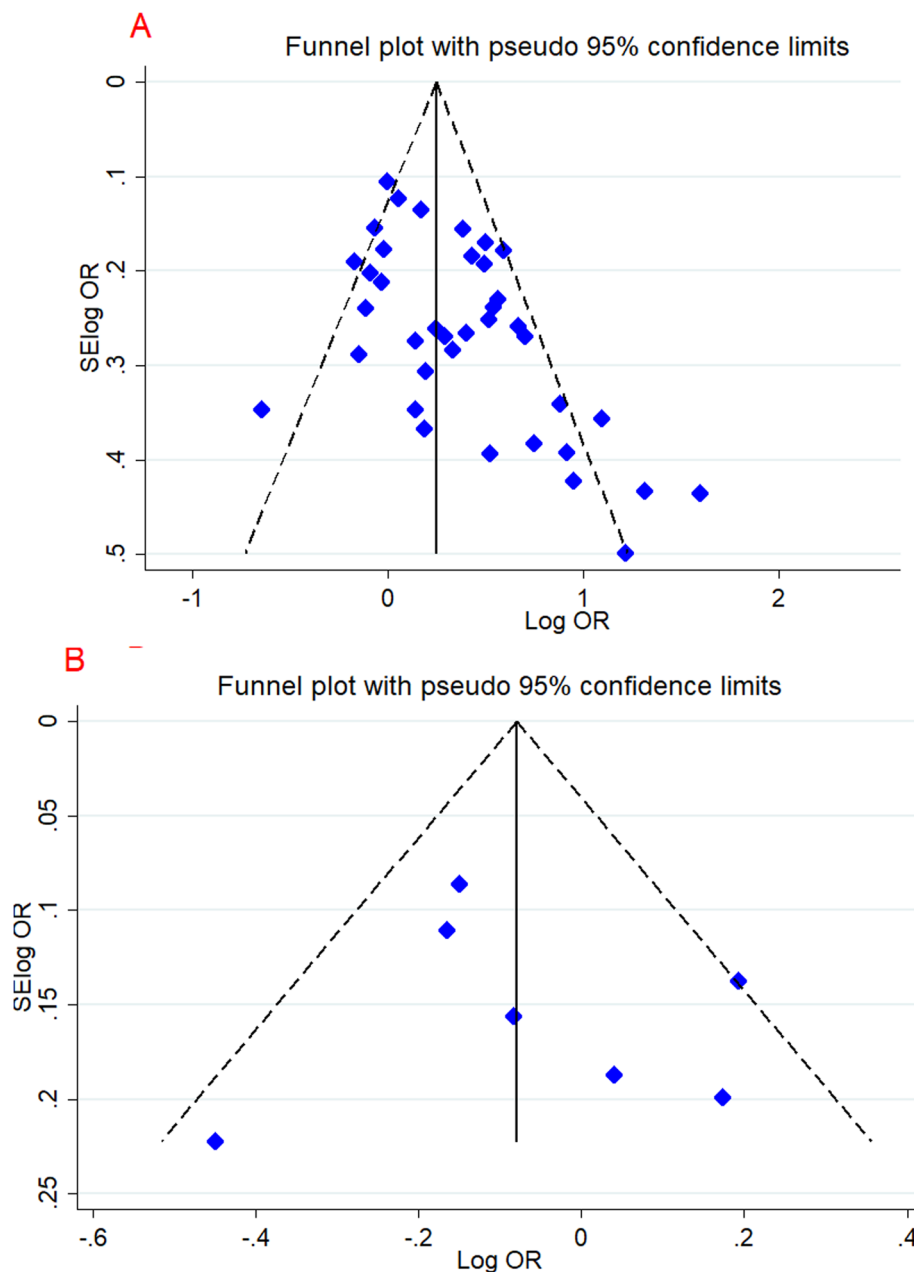 A
Funnel plot with pseudo 95% confidence limits
SElog OR
0
.1
.2
.3
.4
.5
-1
0
1
2
Log OR
B
Funnel plot with pseudo 95% confidence limits
SElog OR
0
.05
.1
.15
.2
.25
-.6
-.4
-.2
0
.2
.4
Log OR